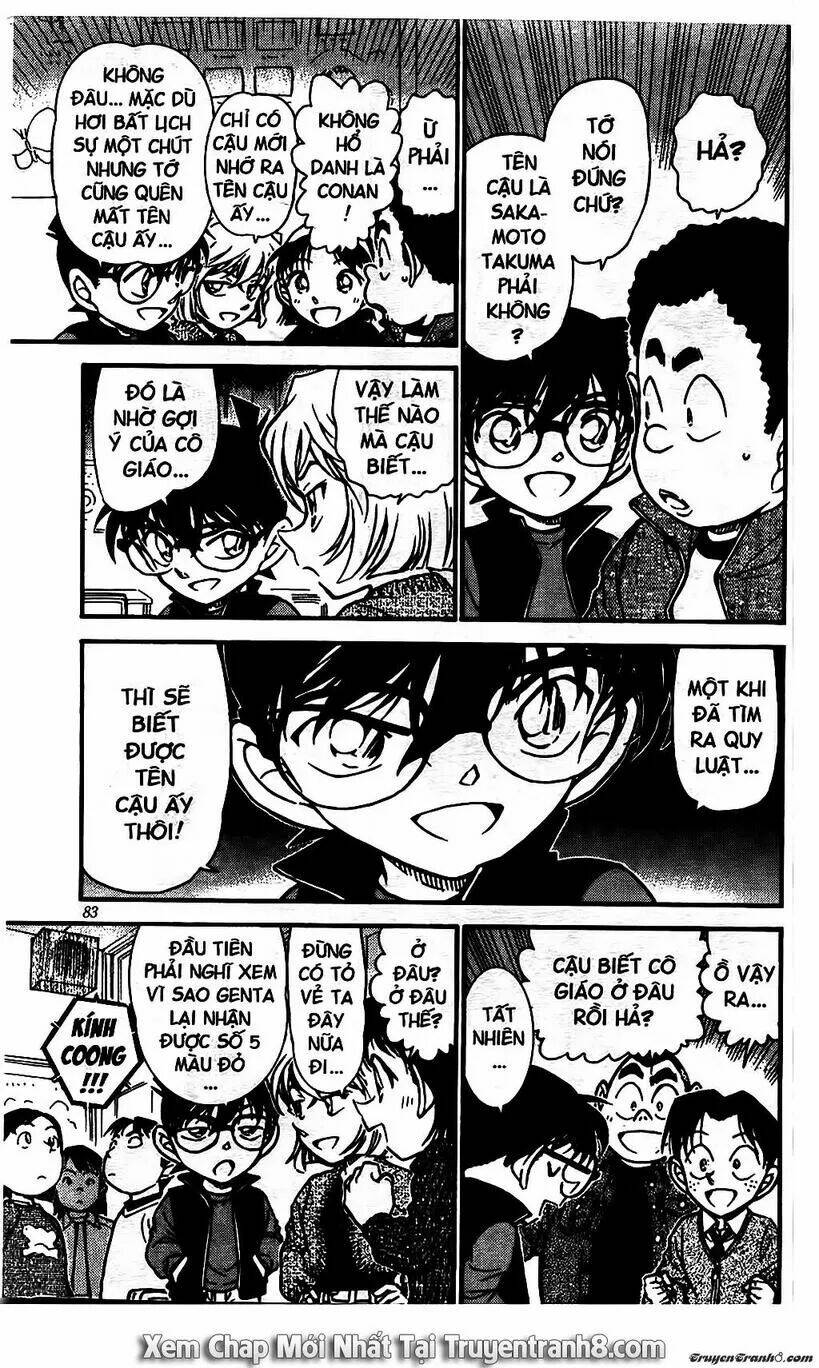 HẢ?
TỚ
NÓI
ĐÚNG
CHỨ?
TÊN
CẬU LÀ
SAKA-
MOTO
TAKUMA
PHẢI
KHÔNG
?
Ừ
PHẢI
...
KHÔNG
HỔ
DANH LÀ
CONAN
!
CHỈ CÓ
CẬU MỚI
NHỚ RA
TÊN CẬU
ẤY...
KHÔNG
ĐÂU... MẶC DÙ
HƠI BẤT LỊCH
SỰ MỘT CHÚT
NHƯNG TỚ
CŨNG QUÊN
MẤT TÊN
CẬU ẤY...
VẬY LÀM
THẾ NÀO
MÀ CẬU
BIẾT...
ĐÓ LÀ
NHỜ GỢI
Ý CỦA CÔ
GIÁO...
MỘT KHI
ĐÃ TÌM
RA QUY
LUẬT...
THÌ SẼ
BIẾT
ĐƯỢC
TÊN
CẬU ẤY
THÔI!
83
Ồ VẬY
RA...
CẬU BIẾT CÔ
GIÁO Ở ĐÂU
RỒI HẢ?
TẤT
NHIÊN
...
Ở
ĐÂU?
Ở ĐÂU
THẾ?
ĐỪNG
CÓ TỎ
VẺ TA
ĐÂY
NỮA
ĐI...
ĐẦU TIÊN
PHẢI NGHĨ XEM
VÌ SAO GENTA
LẠI NHẬN
ĐƯỢC SỐ 5
MÀU ĐỎ
...
KÍNH
COONG
!!!
Xem Chap Mới Nhất Tại Truyentranh8.com
TruyenTranh8.com